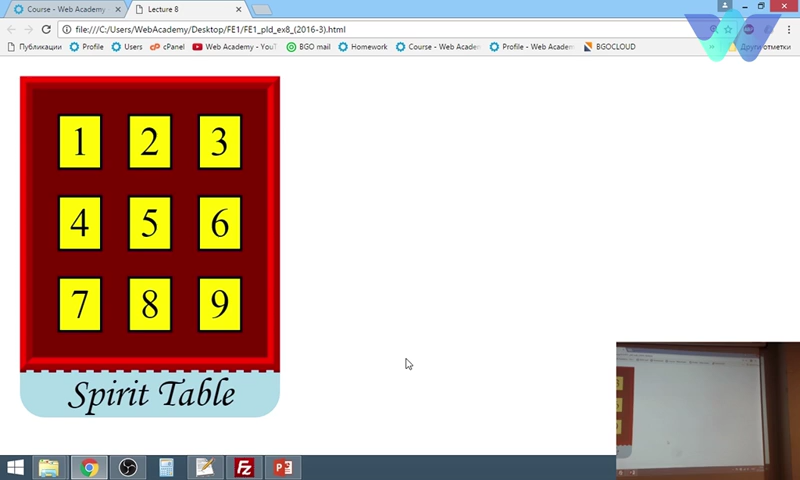 Course - Web Academy
Lecture 8
file:///C:/Users/WebAcademy/Desktop/FE1/FE1_pld_ex8_(2016-3).html
Публикации
Profile
Users
cPanel
Web Academy - YouT
BGO mail
Homework
Course - Web Academ
Profile - Web Academ
BGOCLOUD
Други отметки
1 2 3
4 5 6
7 8 9
Spirit Table